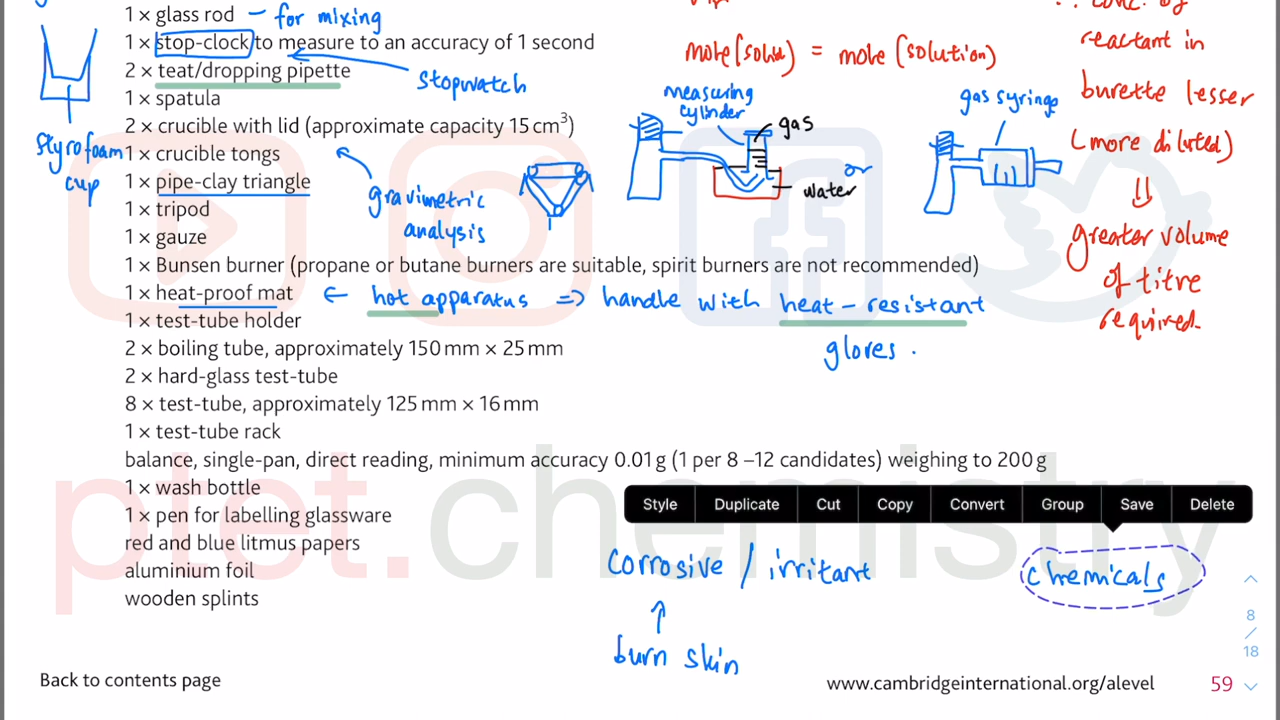 1 × glass rod – for mixing
1 × stop-clock to measure to an accuracy of 1 second
2 × teat/dropping pipette
stopwatch
1 × spatula
2 × crucible with lid (approximate capacity 15 cm³)
styrofoam
cup
1 × crucible tongs
1 × pipe-clay triangle
gravimetric
analysis
1 × tripod
1 × gauze
1 × Bunsen burner (propane or butane burners are suitable, spirit burners are not recommended)
1 × heat-proof mat ← hot apparatus => handle with heat-resistant
gloves.
1 × test-tube holder
2 × boiling tube, approximately 150 mm × 25 mm
2 × hard-glass test-tube
8 × test-tube, approximately 125 mm × 16 mm
1 × test-tube rack
balance, single-pan, direct reading, minimum accuracy 0.01 g (1 per 8 –12 candidates) weighing to 200 g
1 × wash bottle
1 × pen for labelling glassware
red and blue litmus papers
aluminium foil
wooden splints
= mole (solution)
measuring
cylinder
gas
water
or
gas syringe
reactant in
burette lesser
(more diluted)
⇓
greater volume
of titre
required.
Style Duplicate Cut Copy Convert Group Save Delete
corrosive / irritant
↑
burn skin
chemicals
ptet.chemistry
8
/
18
Back to contents page
www.cambridgeinternational.org/alevel 59